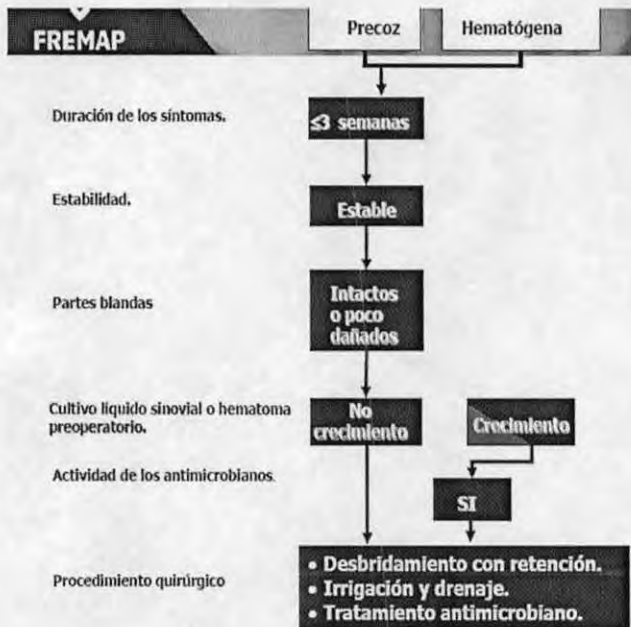 FREMAP
Precoz
Hematógena
Duración de los síntomas.
≤3 semanas
Estabilidad.
Estable
Partes blandas
Intactos
o poco
dañados
Cultivo líquido sinovial o hematoma
preoperatorio.
No
crecimiento
Crecimiento
Actividad de los antimicrobianos.
SI
Procedimiento quirúrgico
• Desbridamiento con retención.
• Irrigación y drenaje.
• Tratamiento antimicrobiano.